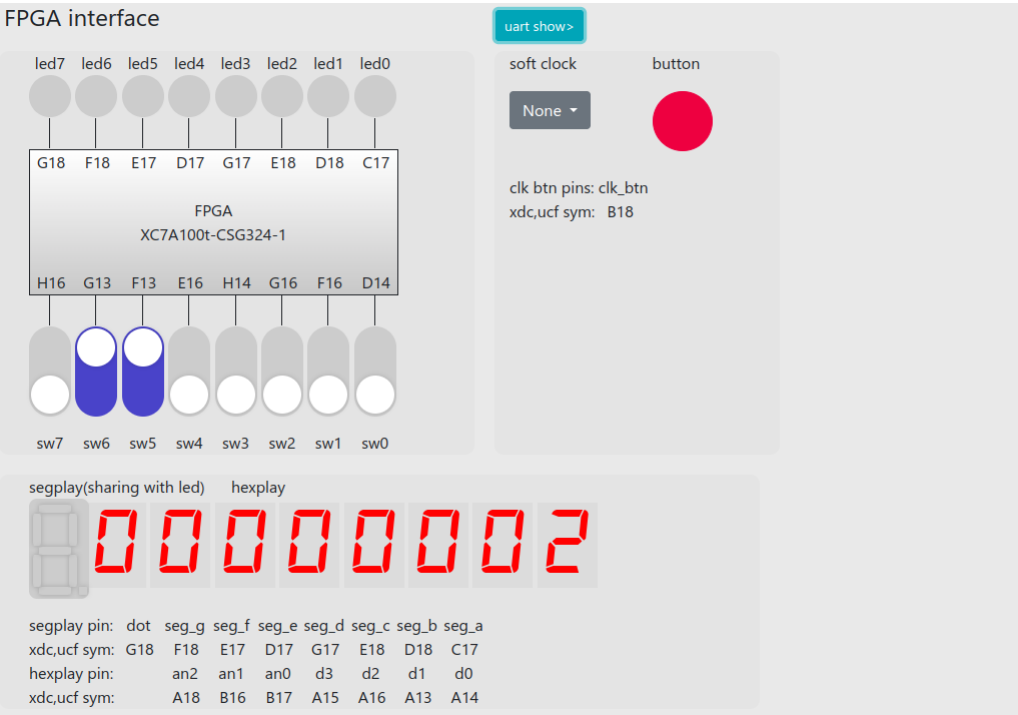 FPGA interface
uart show>
led7 led6 led5 led4 led3 led2 led1 led0
soft clock button
None
G18 F18 E17 D17 G17 E18 D18 C17
clk btn pins: clk_btn
xdc,ucf sym: B18
FPGA
XC7A100t-CSG324-1
H16 G13 F13 E16 H14 G16 F16 D14
sw7 sw6 sw5 sw4 sw3 sw2 sw1 sw0
segplay(sharing with led) hexplay
00000002
segplay pin: dot seg_g seg_f seg_e seg_d seg_c seg_b seg_a
xdc,ucf sym: G18 F18 E17 D17 G17 E18 D18 C17
hexplay pin: an2 an1 an0 d3 d2 d1 d0
xdc,ucf sym: A18 B16 B17 A15 A16 A13 A14